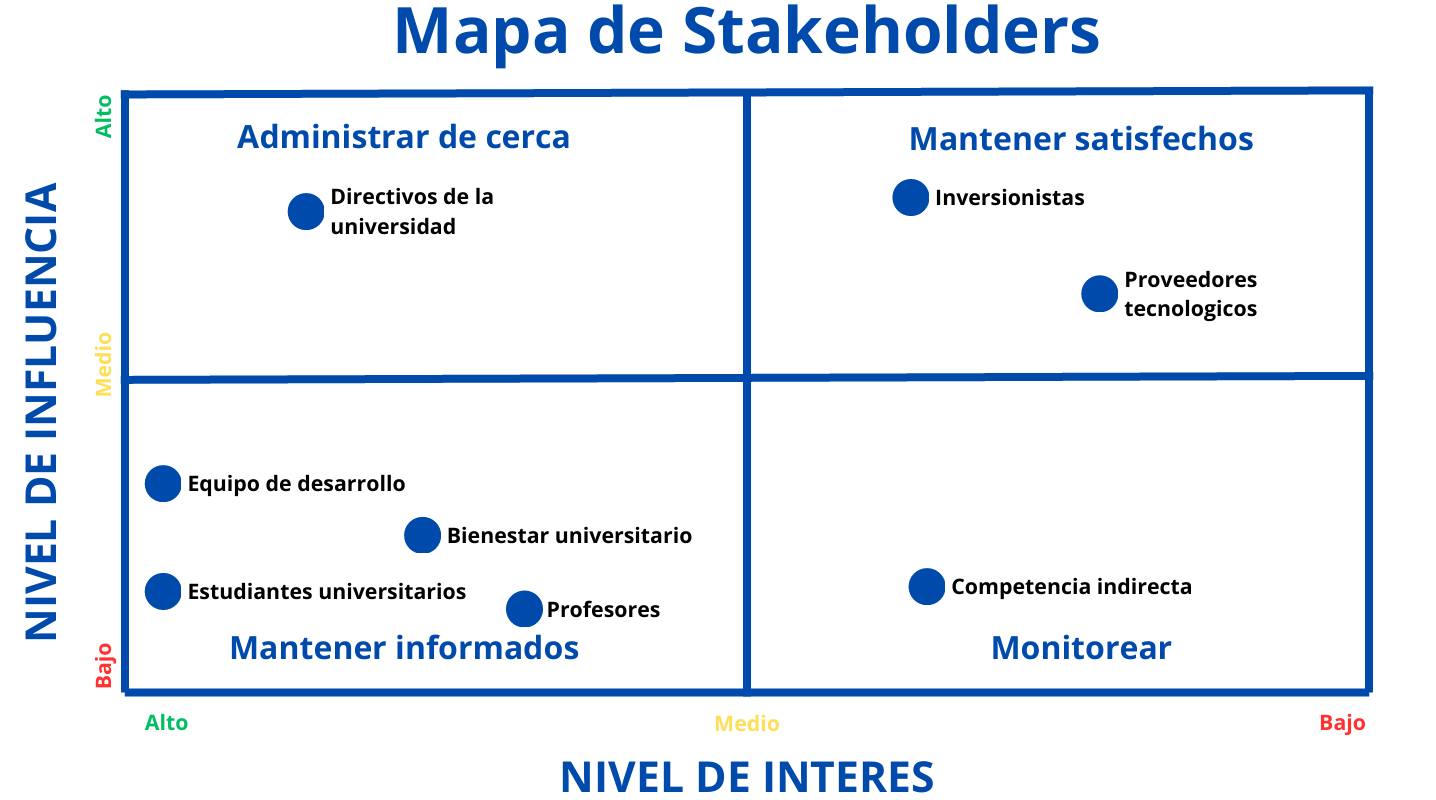 Mapa de Stakeholders
NIVEL DE INFLUENCIA
Alto
Medio
Bajo
Administrar de cerca
Directivos de la
universidad
Mantener satisfechos
Inversionistas
Proveedores
tecnologicos
Equipo de desarrollo
Bienestar universitario
Estudiantes universitarios
Profesores
Mantener informados
Competencia indirecta
Monitorear
Alto
Medio
Bajo
NIVEL DE INTERES